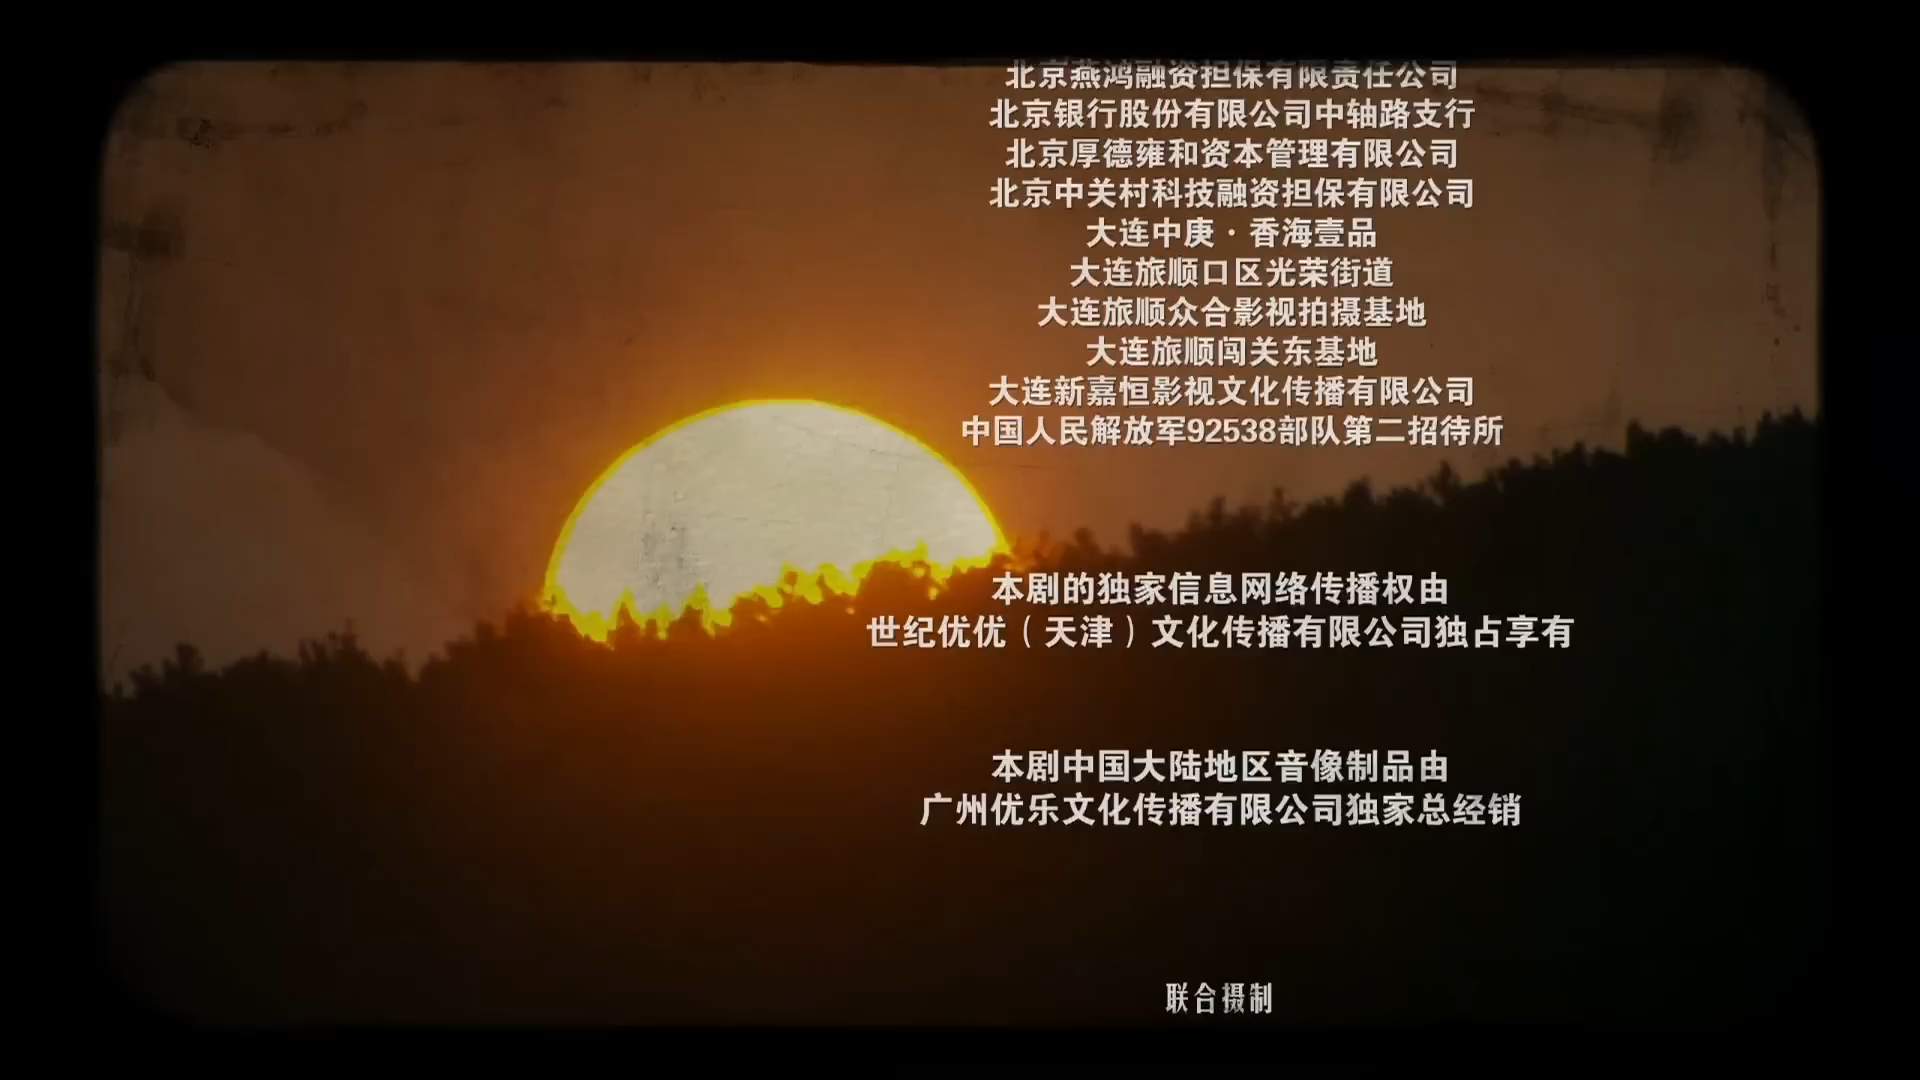 北京燕鸿融资担保有限责任公司
北京银行股份有限公司中轴路支行
北京厚德雍和资本管理有限公司
北京中关村科技融资担保有限公司
大连中庚·香海壹品
大连旅顺口区光荣街道
大连旅顺众合影视拍摄基地
大连旅顺闯关东基地
大连新嘉恒影视文化传播有限公司
中国人民解放军92538部队第二招待所
本剧的独家信息网络传播权由
世纪优优（天津）文化传播有限公司独占享有
本剧中国大陆地区音像制品由
广州优乐文化传播有限公司独家总经销
联合摄制